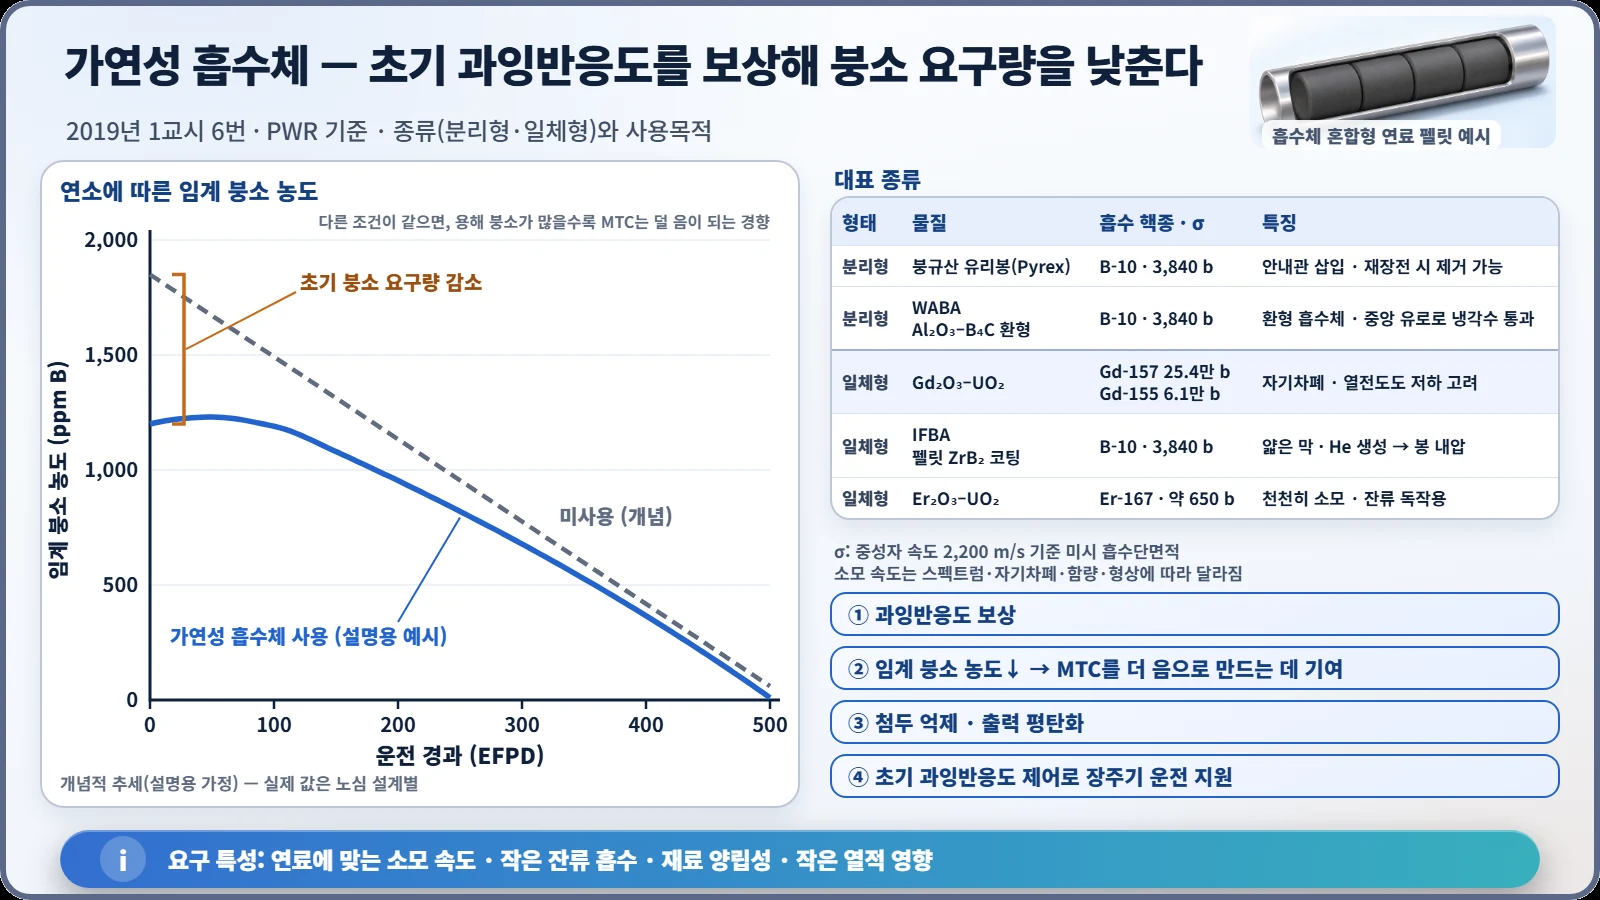 가연성 흡수체 — 초기 과잉반응도를 보상해 붕소 요구량을 낮춘다
2019년 1교시 6번 · PWR 기준 · 종류(분리형·일체형)와 사용목적
흡수체 혼합형 연료 펠릿 예시
연소에 따른 임계 붕소 농도
다른 조건이 같으면, 용해 붕소가 많을수록 MTC는 덜 음이 되는 경향
2,000
1,500
1,000
500
0
임계 붕소 농도 (ppm B)
초기 붕소 요구량 감소
미사용 (개념)
가연성 흡수체 사용 (설명용 예시)
0 100 200 300 400 500
운전 경과 (EFPD)
개념적 추세(설명용 가정) — 실제 값은 노심 설계별
대표 종류
형태 물질 흡수 핵종 · σ 특징
분리형 붕규산 유리봉(Pyrex) B-10 · 3,840 b 안내관 삽입 · 재장전 시 제거 가능
분리형 WABA
Al₂O₃–B₄C 환형 B-10 · 3,840 b 환형 흡수체 · 중앙 유로로 냉각수 통과
일체형 Gd₂O₃–UO₂ Gd-157 25.4만 b
Gd-155 6.1만 b 자기차폐 · 열전도도 저하 고려
일체형 IFBA
펠릿 ZrB₂ 코팅 B-10 · 3,840 b 얇은 막 · He 생성 → 봉 내압
일체형 Er₂O₃–UO₂ Er-167 · 약 650 b 천천히 소모 · 잔류 독작용
σ: 중성자 속도 2,200 m/s 기준 미시 흡수단면적
소모 속도는 스펙트럼·자기차폐·함량·형상에 따라 달라짐
① 과잉반응도 보상
② 임계 붕소 농도↓ → MTC를 더 음으로 만드는 데 기여
③ 첨두 억제 · 출력 평탄화
④ 초기 과잉반응도 제어로 장주기 운전 지원
i 요구 특성: 연료에 맞는 소모 속도 · 작은 잔류 흡수 · 재료 양립성 · 작은 열적 영향